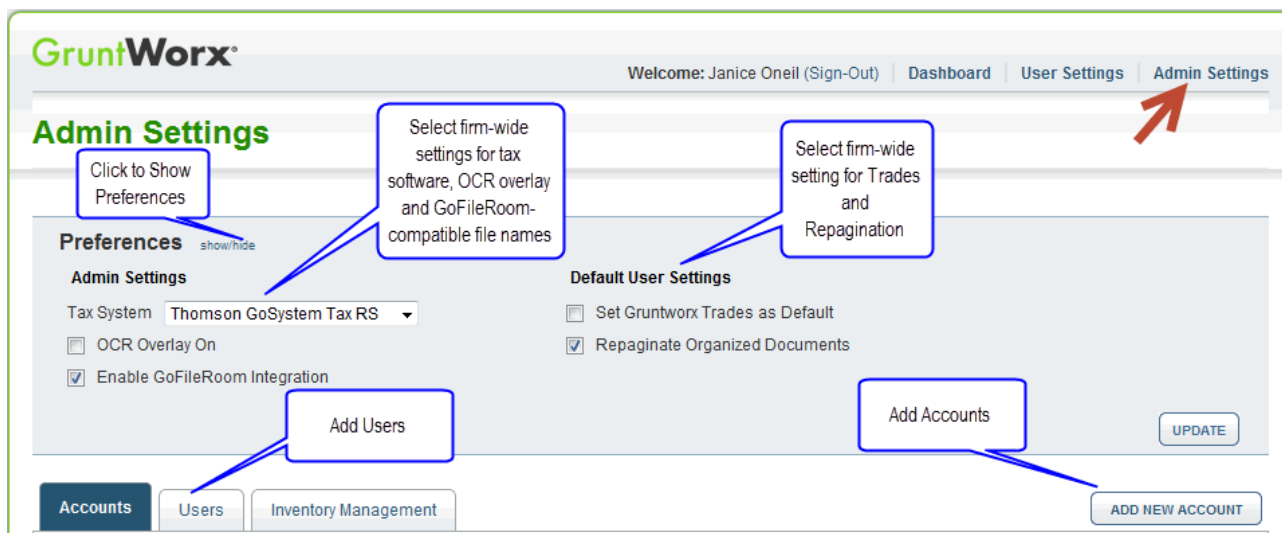 GruntWorx®
Welcome: Janice Oneil (Sign-Out) Dashboard User Settings Admin Settings
Admin Settings
Click to Show
Preferences
Select firm-wide
settings for tax
software, OCR overlay
and GoFileRoom-
compatible file names
Select firm-wide
setting for Trades
and
Repagination
Preferences show/hide
Admin Settings
Tax System Thomson GoSystem Tax RS
OCR Overlay On
Enable GoFileRoom Integration
Default User Settings
Set Gruntworx Trades as Default
Repaginate Organized Documents
Add Users
Add Accounts
UPDATE
Accounts Users Inventory Management
ADD NEW ACCOUNT